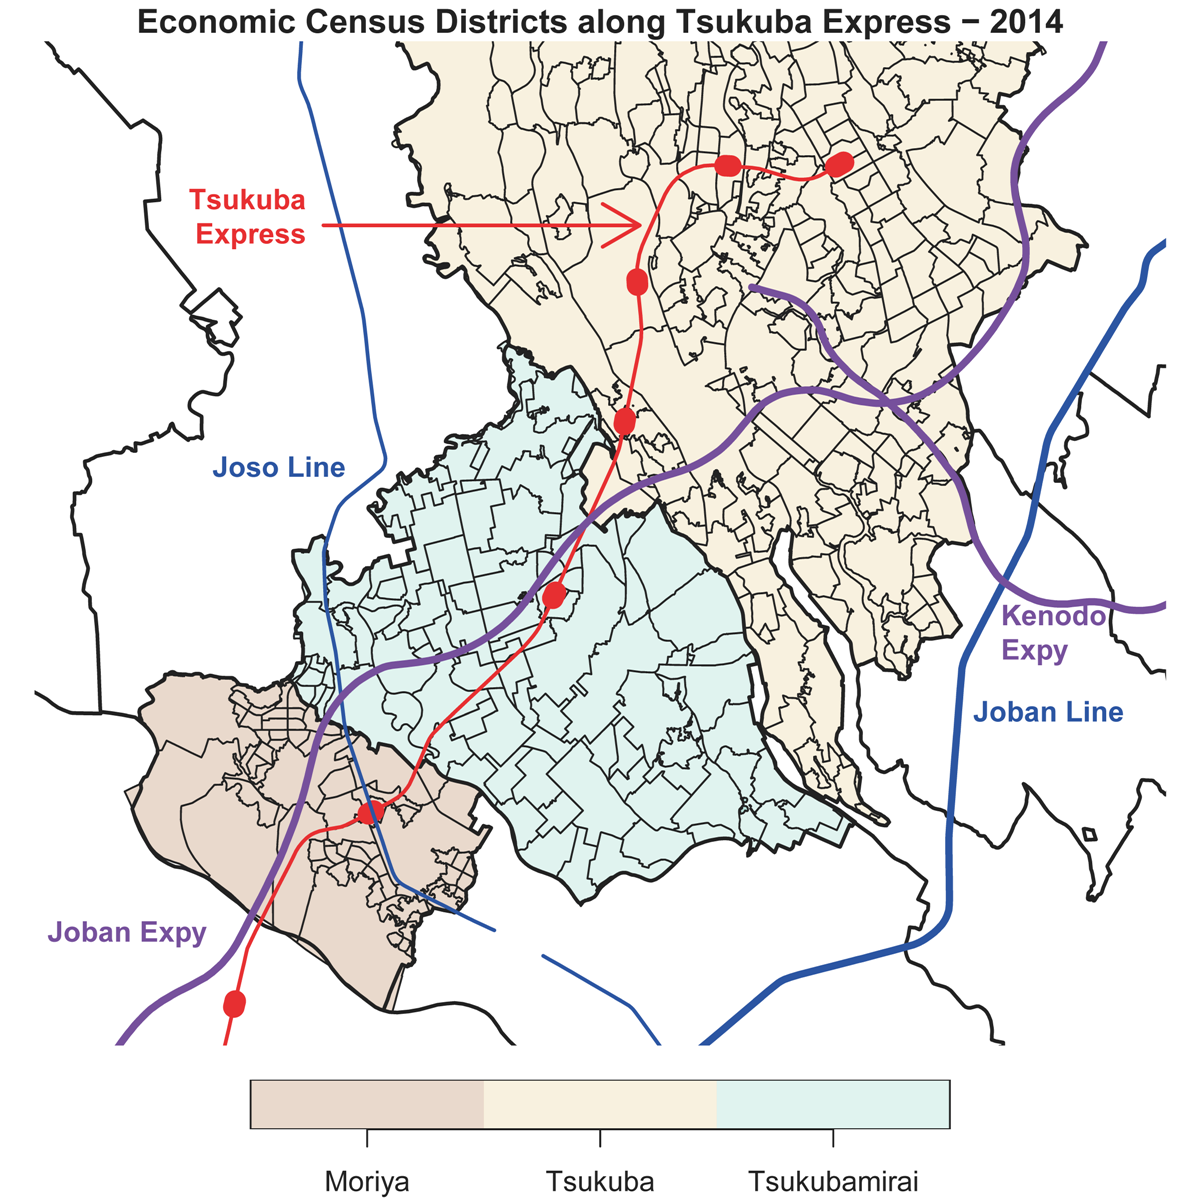 Economic Census Districts along Tsukuba Express − 2014
Tsukuba
Express
Joso Line
Kenodo
Expy
Joban Line
Joban Expy
Moriya
Tsukuba
Tsukubamirai